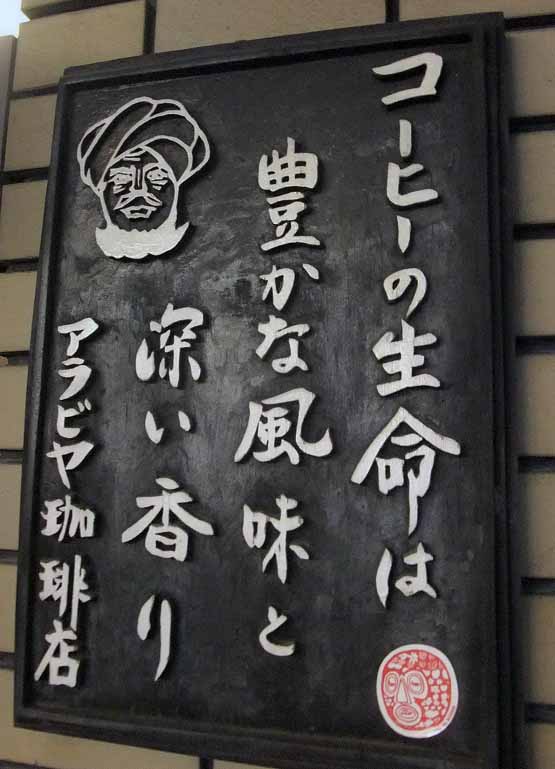 コーヒーの生命は
豊かな風味と
深い香り
アラビヤ珈琲店